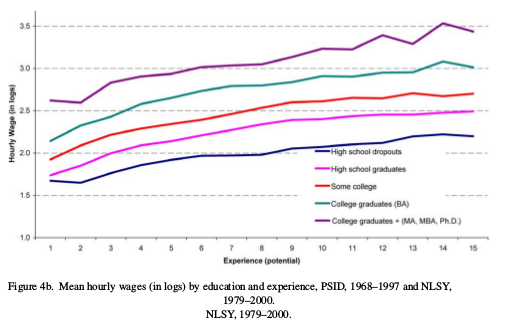 3.5
3.0
2.5
2.0
1.5
1.0
Hourly Wage (in logs)
High school dropouts
High school graduates
Some college
College graduates (BA)
College graduates + (MA, MBA, Ph.D.)
1 2 3 4 5 6 7 8 9 10 11 12 13 14 15
Experience (potential)
Figure 4b. Mean hourly wages (in logs) by education and experience, PSID, 1968–1997 and NLSY,
1979–2000.
NLSY, 1979–2000.